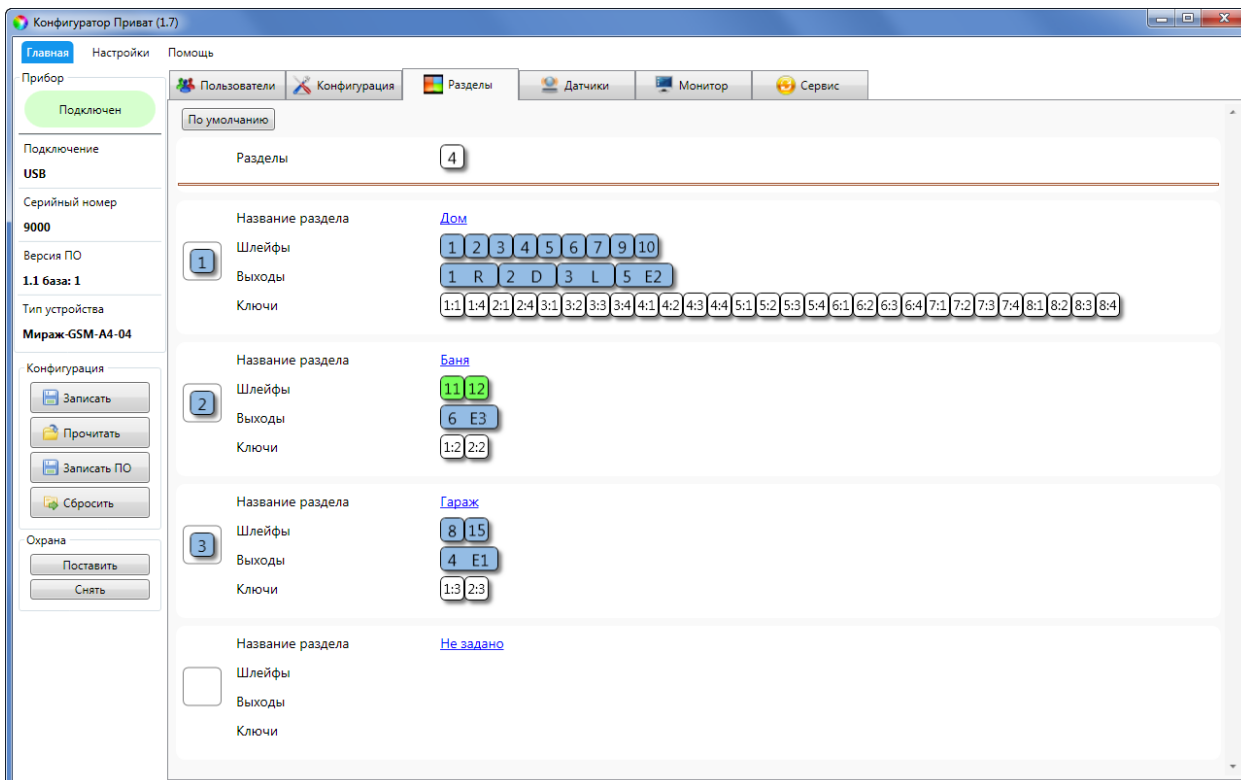 Конфигуратор Приват (1.7)
Главная Настройки Помощь
Прибор
Подключен
Подключение
USB
Серийный номер
9000
Версия ПО
1.1 база: 1
Тип устройства
Мираж-GSM-A4-04
Конфигурация
Записать
Прочитать
Записать ПО
Сбросить
Охрана
Поставить
Снять
Пользователи Конфигурация Разделы Датчики Монитор Сервис
По умолчанию
Разделы 4
1
Название раздела Дом
Шлейфы 1 2 3 4 5 6 7 9 10
Выходы 1 R 2 D 3 L 5 E2
Ключи 1:1 1:4 2:1 2:4 3:1 3:2 3:3 3:4 4:1 4:2 4:3 4:4 5:1 5:2 5:3 5:4 6:1 6:2 6:3 6:4 7:1 7:2 7:3 7:4 8:1 8:2 8:3 8:4
2
Название раздела Баня
Шлейфы 11 12
Выходы 6 E3
Ключи 1:2 2:2
3
Название раздела Гараж
Шлейфы 8 15
Выходы 4 E1
Ключи 1:3 2:3
Название раздела Не задано
Шлейфы
Выходы
Ключи